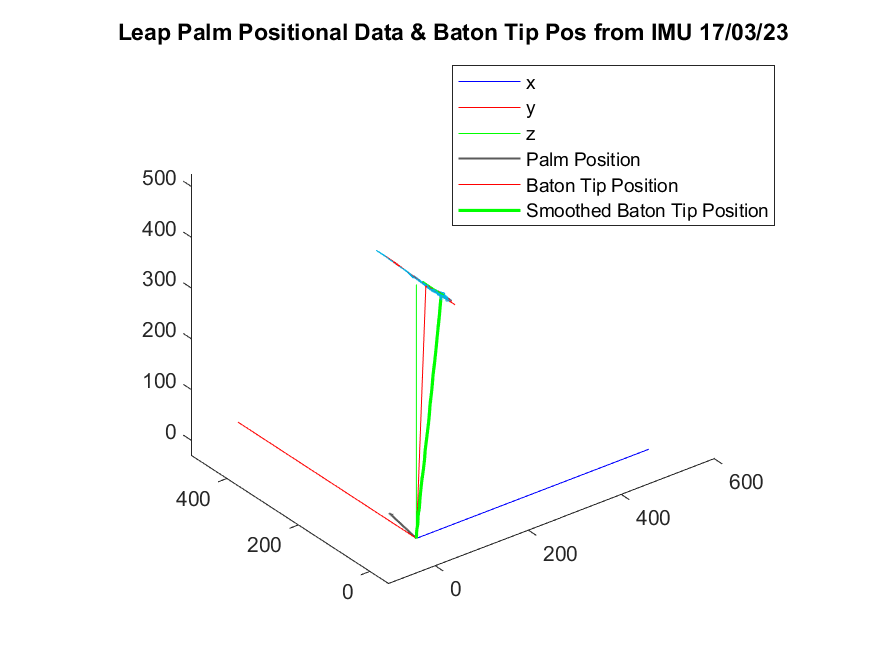 Leap Palm Positional Data & Baton Tip Pos from IMU 17/03/23
x
y
z
Palm Position
Baton Tip Position
Smoothed Baton Tip Position
500
400
300
200
100
0
400
200
0
600
400
200
0